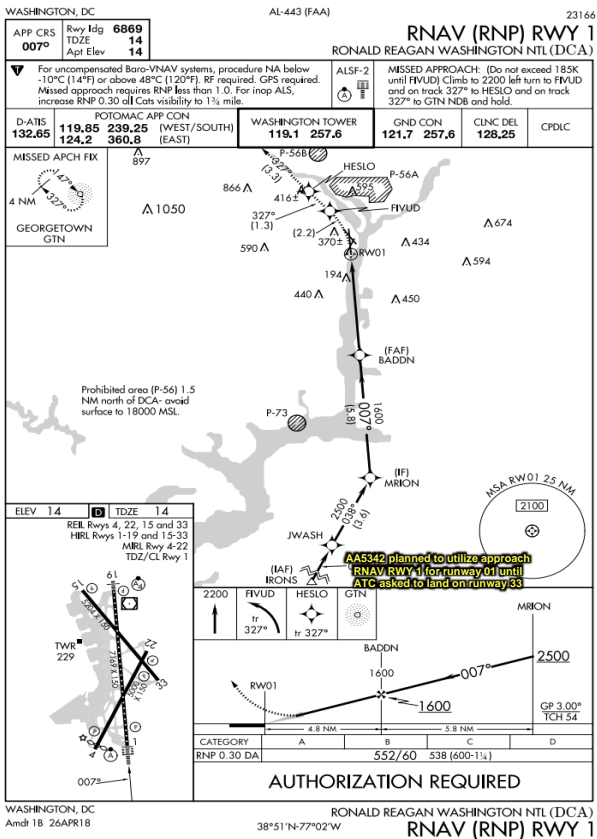 WASHINGTON, DC
AL-443 (FAA)
23166
APP CRS
007°
Rwy ldg 6869
TDZE 14
Apt Elev 14
RNAV (RNP) RWY 1
RONALD REAGAN WASHINGTON NTL (DCA)
T
For uncompensated Baro-VNAV systems, procedure NA below
-10°C (14°F) or above 48°C (120°F). RF required. GPS required.
Missed approach requires RNP less than 1.0. For inop ALS,
increase RNP 0.30 all Cats visibility to 1¾ mile.
ALSF-2
A
MISSED APPROACH: (Do not exceed 185K
until FIVUD) Climb to 2200 left turn to FIVUD
and on track 327° to HESLO and on track
327° to GTN NDB and hold.
D-ATIS
132.65
POTOMAC APP CON
119.85 239.25 (WEST/SOUTH)
124.2 360.8 (EAST)
WASHINGTON TOWER
119.1 257.6
GND CON
121.7 257.6
CLNC DEL
128.25
CPDLC
MISSED APCH FIX
147°
327°
4 NM
GEORGETOWN
GTN
897
P-56B
327°
(3.3)
HESLO
P-56A
866
416±
595
1050
FIVUD
327°
(1.3)
(2.2)
674
370±
434
590
RW01
594
194
440
450
(FAF)
BADDN
Prohibited area (P-56) 1.5
NM north of DCA- avoid
surface to 18000 MSL.
P-73
1600
007°
(5.8)
(IF)
MRION
2500
038°
(3.6)
MSA RW01 25 NM
2100
JWASH
(IAF)
IRONS
AA5342 planned to utilize approach
RNAV RWY 1 for runway 01 until
ATC asked to land on runway 33
ELEV 14
D
TDZE 14
REIL Rwys 4, 22, 15 and 33
HIRL Rwys 1-19 and 15-33
MIRL Rwy 4-22
TDZ/CL Rwy 1
15
19
5204 X 150
22
TWR
229
7169 X 150
5000
X 150
33
4
1
A
007°
2200
FIVUD
tr
327°
HESLO
tr 327°
GTN
MRION
BADDN
1600
2500
007°
RW01
1600
GP 3.00°
TCH 54
4.8 NM
5.8 NM
CATEGORY
A
B
C
D
RNP 0.30 DA
552/60 538 (600-1¼)
AUTHORIZATION REQUIRED
WASHINGTON, DC
Amdt 1B 26APR18
38°51'N-77°02'W
RONALD REAGAN WASHINGTON NTL (DCA)
RNAV (RNP) RWY 1